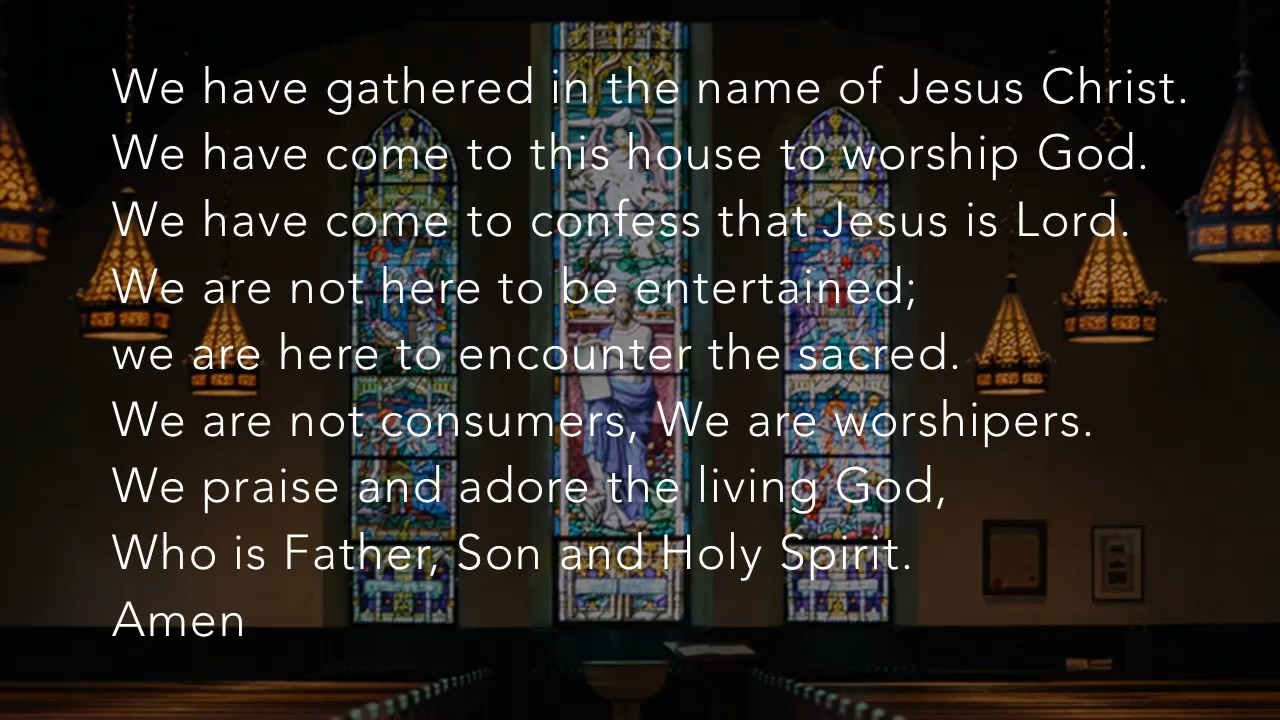 We have gathered in the name of Jesus Christ.
We have come to this house to worship God.
We have come to confess that Jesus is Lord.
We are not here to be entertained;
we are here to encounter the sacred.
We are not consumers, We are worshipers.
We praise and adore the living God,
Who is Father, Son and Holy Spirit.
Amen